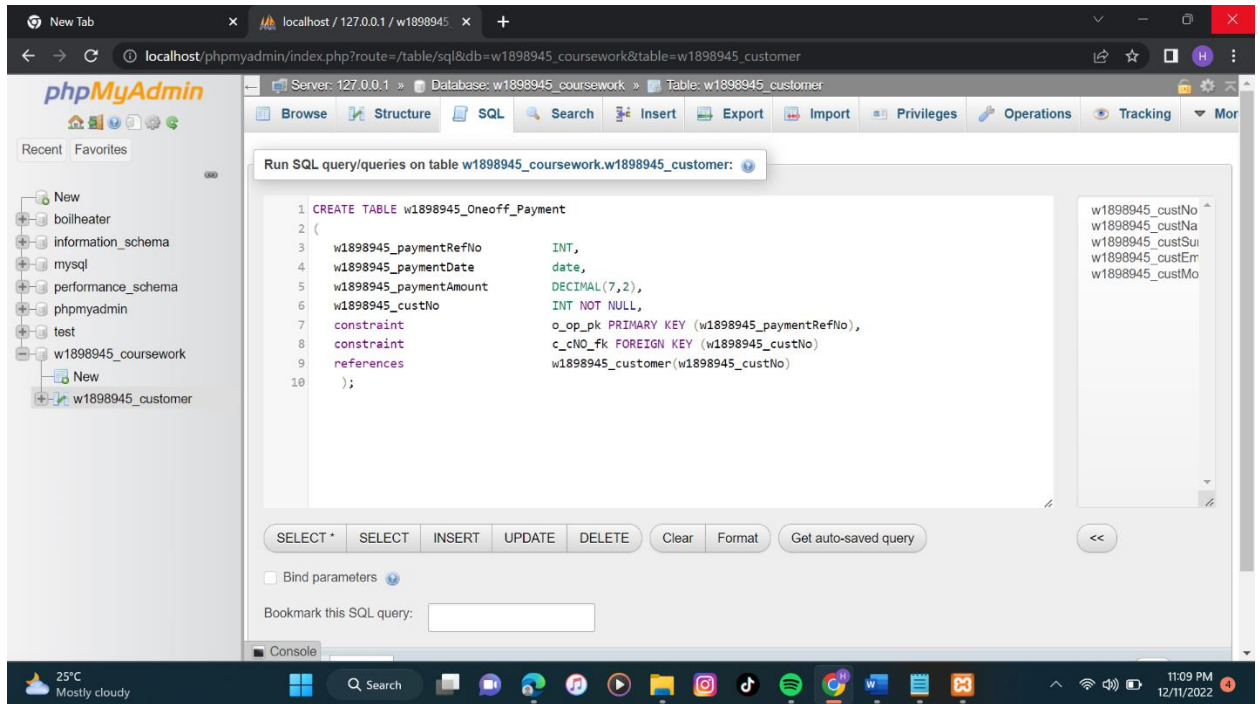 New Tab
localhost / 127.0.0.1 / w1898945_
localhost/phpmyadmin/index.php?route=/table/sql&db=w1898945_coursework&table=w1898945_customer
H
phpMyAdmin
Recent Favorites
New
boilheater
information_schema
mysql
performance_schema
phpmyadmin
test
w1898945_coursework
New
w1898945_customer
Server: 127.0.0.1 » Database: w1898945_coursework » Table: w1898945_customer
Browse Structure SQL Search Insert Export Import Privileges Operations Tracking Mor
Run SQL query/queries on table w1898945_coursework.w1898945_customer:
1 CREATE TABLE w1898945_Oneoff_Payment
2 (
3 w1898945_paymentRefNo INT,
4 w1898945_paymentDate date,
5 w1898945_paymentAmount DECIMAL(7,2),
6 w1898945_custNo INT NOT NULL,
7 constraint o_op_pk PRIMARY KEY (w1898945_paymentRefNo),
8 constraint c_cNO_fk FOREIGN KEY (w1898945_custNo)
9 references w1898945_customer(w1898945_custNo)
10 );
w1898945_custNo
w1898945_custNa
w1898945_custSu
w1898945_custEm
w1898945_custMo
SELECT * SELECT INSERT UPDATE DELETE Clear Format Get auto-saved query <<
Bind parameters
Bookmark this SQL query:
Console
25°C
Mostly cloudy
Search
11:09 PM
12/11/2022
4